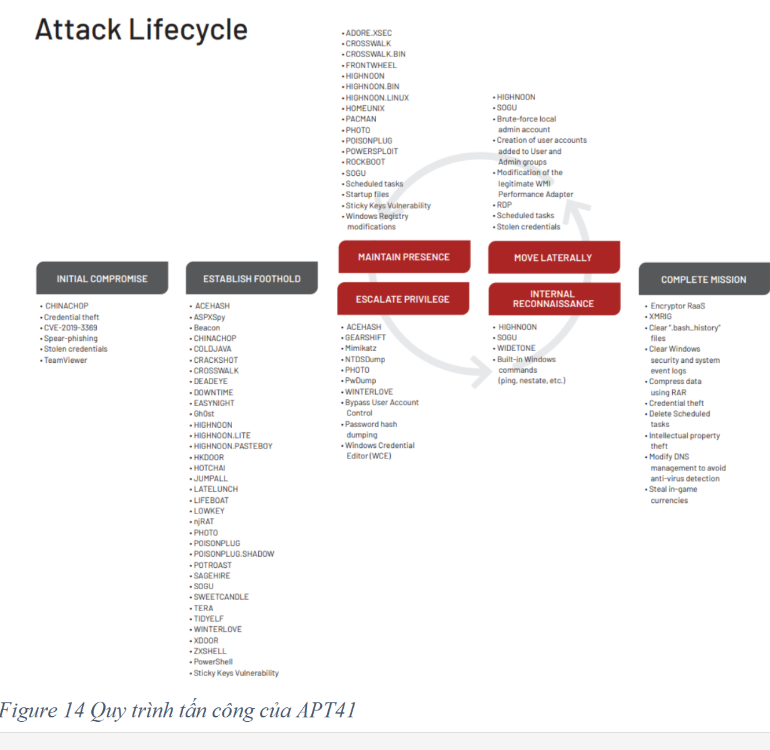 Attack Lifecycle
• ADORE.XSEC
• CROSSWALK
• CROSSWALK.BIN
• FRONTWHEEL
• HIGHNOON
• HIGHNOON.BIN
• HIGHNOON.LINUX
• HOMEUNIX
• PACMAN
• PHOTO
• POISONPLUG
• POWERSPLOIT
• ROCKBOOT
• SOGU
• Scheduled tasks
• Startup files
• Sticky Keys Vulnerability
• Windows Registry
modifications
• HIGHNOON
• SOGU
• Brute-force local
admin account
• Creation of user accounts
added to User and
Admin groups
• Modification of the
legitimate WMI
Performance Adapter
• RDP
• Scheduled tasks
• Stolen credentials
INITIAL COMPROMISE
• CHINACHOP
• Credential theft
• CVE-2019-3369
• Spear-phishing
• Stolen credentials
• TeamViewer
ESTABLISH FOOTHOLD
• ACEHASH
• ASPXSpy
• Beacon
• CHINACHOP
• COLDJAVA
• CRACKSHOT
• CROSSWALK
• DEADEYE
• DOWNTIME
• EASYNIGHT
• Gh0st
• HIGHNOON
• HIGHNOON.LITE
• HIGHNOON.PASTEBOY
• HKDOOR
• HOTCHAI
• JUMPALL
• LATELUNCH
• LIFEBOAT
• LOWKEY
• njRAT
• PHOTO
• POISONPLUG
• POISONPLUG.SHADOW
• POTROAST
• SAGEHIRE
• SOGU
• SWEETCANDLE
• TERA
• TIDYELF
• WINTERLOVE
• XDOOR
• ZXSHELL
• PowerShell
• Sticky Keys Vulnerability
MAINTAIN PRESENCE
MOVE LATERALLY
ESCALATE PRIVILEGE
• ACEHASH
• GEARSHIFT
• Mimikatz
• NTDSDump
• PHOTO
• PwDump
• WINTERLOVE
• Bypass User Account
Control
• Password hash
dumping
• Windows Credential
Editor (WCE)
INTERNAL
RECONNAISSANCE
• HIGHNOON
• SOGU
• WIDETONE
• Built-in Windows
commands
(ping, nestate, etc.)
COMPLETE MISSION
• Encryptor RaaS
• XMRIG
• Clear ".bash_history"
files
• Clear Windows
security and system
event logs
• Compress data
using RAR
• Credential theft
• Delete Scheduled
tasks
• Intellectual property
theft
• Modify DNS
management to avoid
anti-virus detection
• Steal in-game
currencies
Figure 14 Quy trình tấn công của APT41